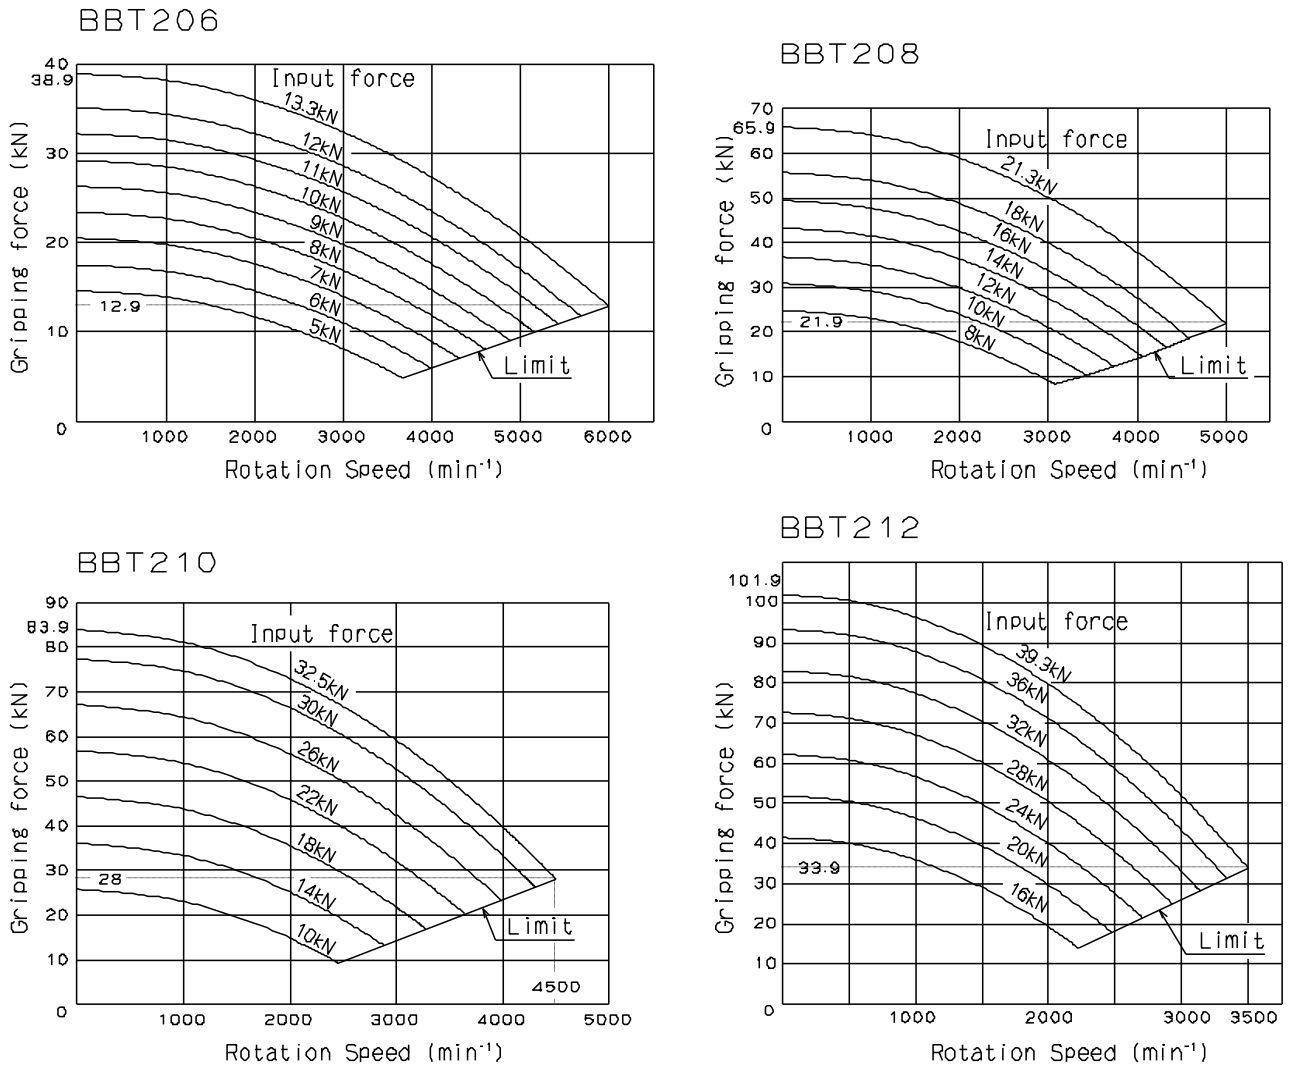 BBT206
40
38.9
30
20
12.9
10
0
Gripping force (kN)
Input force
13.3kN
12kN
11kN
10kN
9kN
8kN
7kN
6kN
5kN
Limit
1000 2000 3000 4000 5000 6000
Rotation Speed (min⁻¹)
BBT208
70
65.9
60
50
40
30
21.9
20
10
0
Gripping force (kN)
Input force
21.3kN
18kN
16kN
14kN
12kN
10kN
8kN
Limit
1000 2000 3000 4000 5000
Rotation Speed (min⁻¹)
BBT210
90
83.9
80
70
60
50
40
30
28
20
10
0
Gripping force (kN)
Input force
32.5kN
30kN
26kN
22kN
18kN
14kN
10kN
Limit
4500
1000 2000 3000 4000 5000
Rotation Speed (min⁻¹)
BBT212
101.9
100
90
80
70
60
50
40
33.9
30
20
10
0
Gripping force (kN)
Input force
39.3kN
36kN
32kN
28kN
24kN
20kN
16kN
Limit
1000 2000 3000 3500
Rotation Speed (min⁻¹)